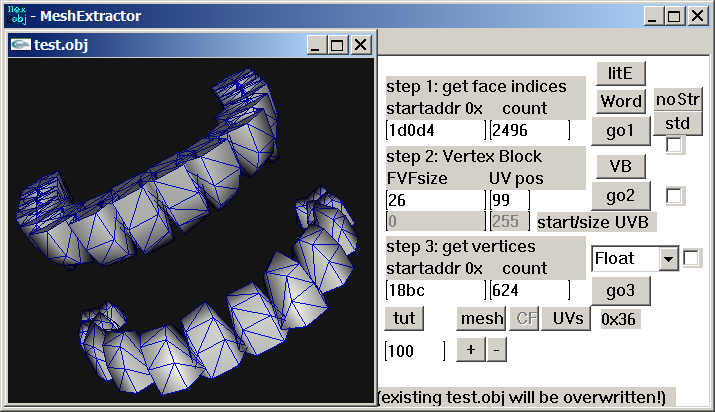 Hex
obj - MeshExtractor
test.obj
litE
step 1: get face indices
startaddr 0x count
Word noStr
1d0d4 2496 go1 std
step 2: Vertex Block
VB
FVFsize UV pos
26 99 go2
0 255 start/size UVB
step 3: get vertices
Float
startaddr 0x count
18bc 624 go3
tut mesh CF UVs 0x36
100 + -
(existing test.obj will be overwritten!)